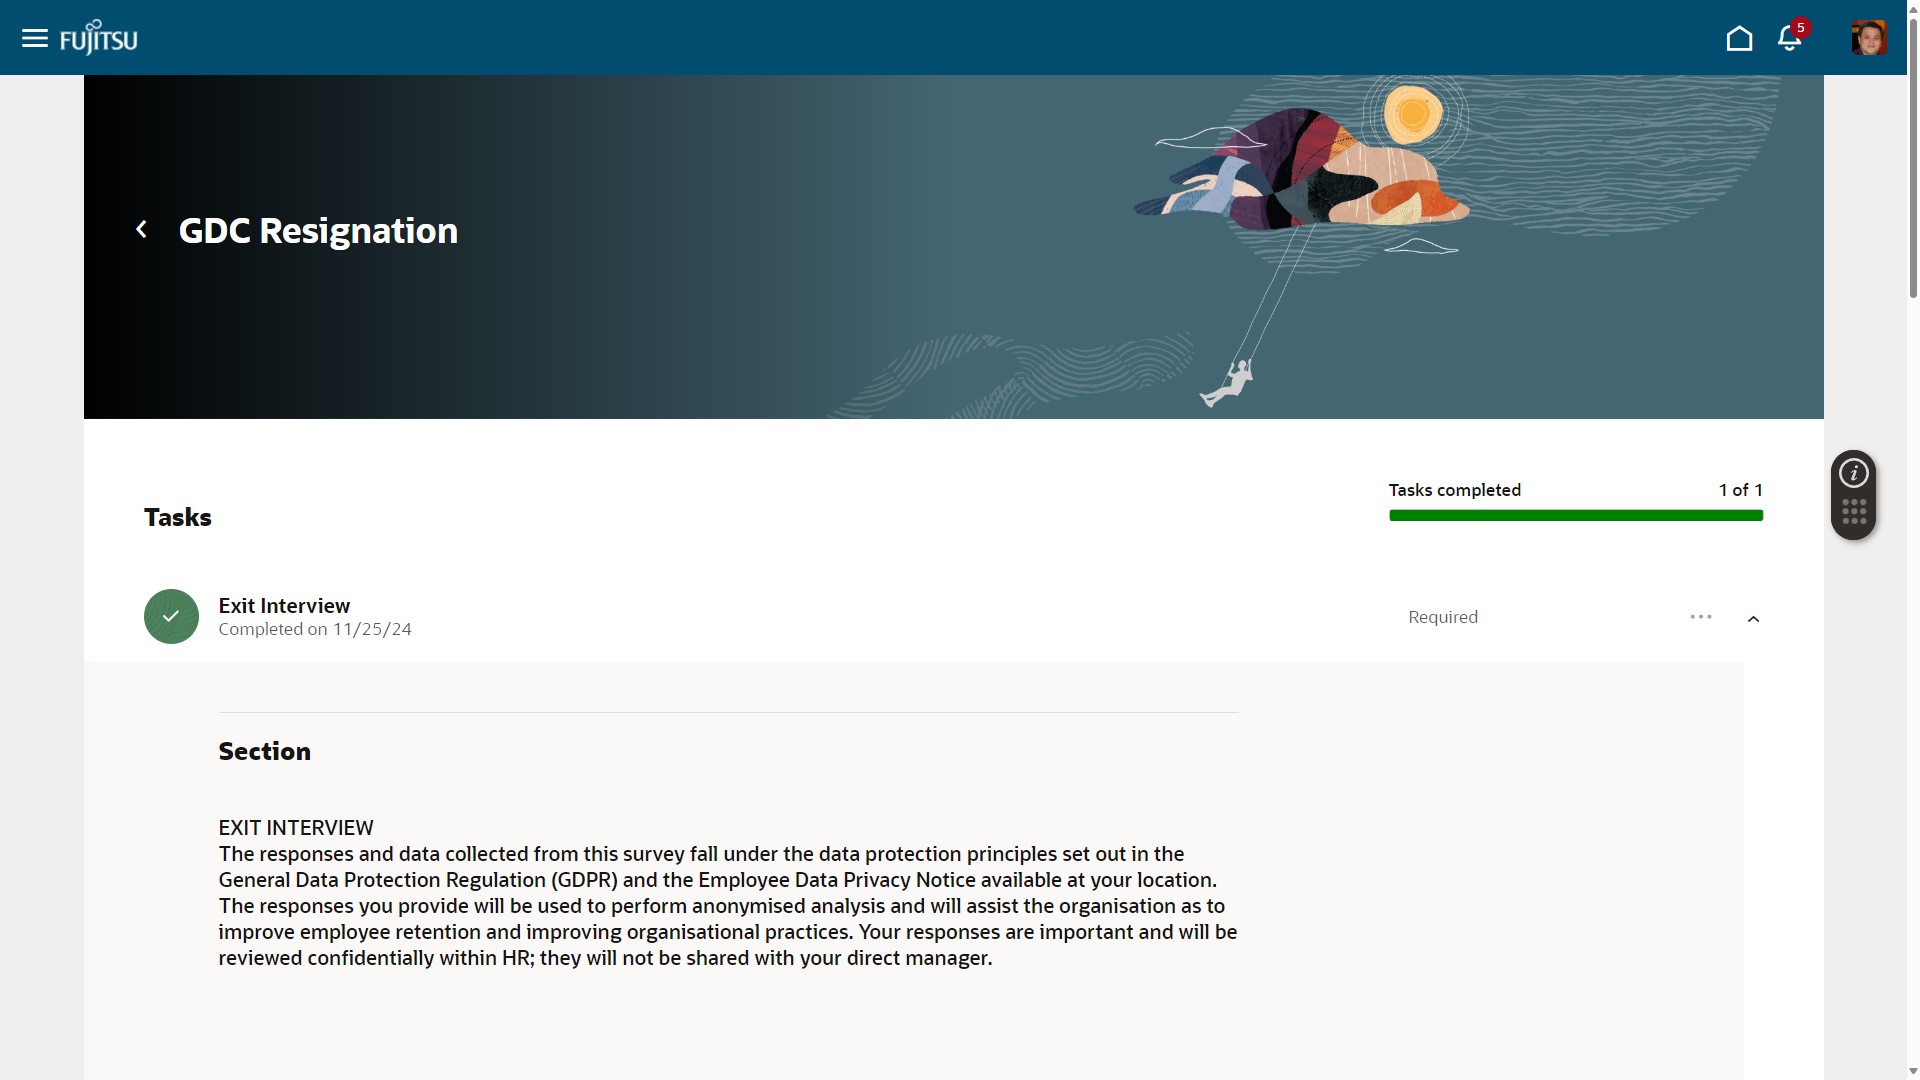 FUJITSU
5
GDC Resignation
Tasks
Tasks completed 1 of 1
Exit Interview
Completed on 11/25/24
Required
Section
EXIT INTERVIEW
The responses and data collected from this survey fall under the data protection principles set out in the
General Data Protection Regulation (GDPR) and the Employee Data Privacy Notice available at your location.
The responses you provide will be used to perform anonymised analysis and will assist the organisation as to
improve employee retention and improving organisational practices. Your responses are important and will be
reviewed confidentially within HR; they will not be shared with your direct manager.